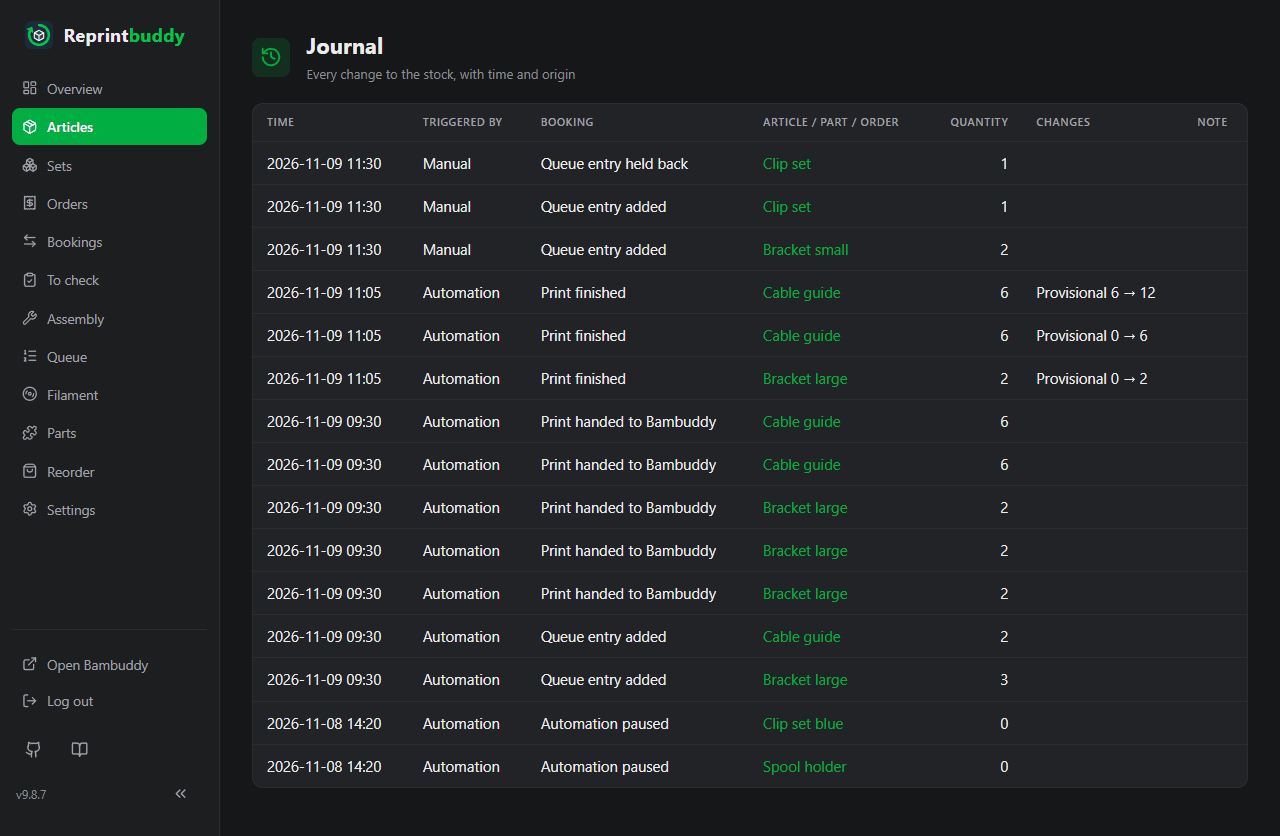 Reprintbuddy
Overview
Articles
Sets
Orders
Bookings
To check
Assembly
Queue
Filament
Parts
Reorder
Settings
Open Bambuddy
Log out
v9.8.7
Journal
Every change to the stock, with time and origin
TIME TRIGGERED BY BOOKING ARTICLE / PART / ORDER QUANTITY CHANGES NOTE
2026-11-09 11:30 Manual Queue entry held back Clip set 1
2026-11-09 11:30 Manual Queue entry added Clip set 1
2026-11-09 11:30 Manual Queue entry added Bracket small 2
2026-11-09 11:05 Automation Print finished Cable guide 6 Provisional 6 → 12
2026-11-09 11:05 Automation Print finished Cable guide 6 Provisional 0 → 6
2026-11-09 11:05 Automation Print finished Bracket large 2 Provisional 0 → 2
2026-11-09 09:30 Automation Print handed to Bambuddy Cable guide 6
2026-11-09 09:30 Automation Print handed to Bambuddy Cable guide 6
2026-11-09 09:30 Automation Print handed to Bambuddy Bracket large 2
2026-11-09 09:30 Automation Print handed to Bambuddy Bracket large 2
2026-11-09 09:30 Automation Print handed to Bambuddy Bracket large 2
2026-11-09 09:30 Automation Queue entry added Cable guide 2
2026-11-09 09:30 Automation Queue entry added Bracket large 3
2026-11-08 14:20 Automation Automation paused Clip set blue 0
2026-11-08 14:20 Automation Automation paused Spool holder 0